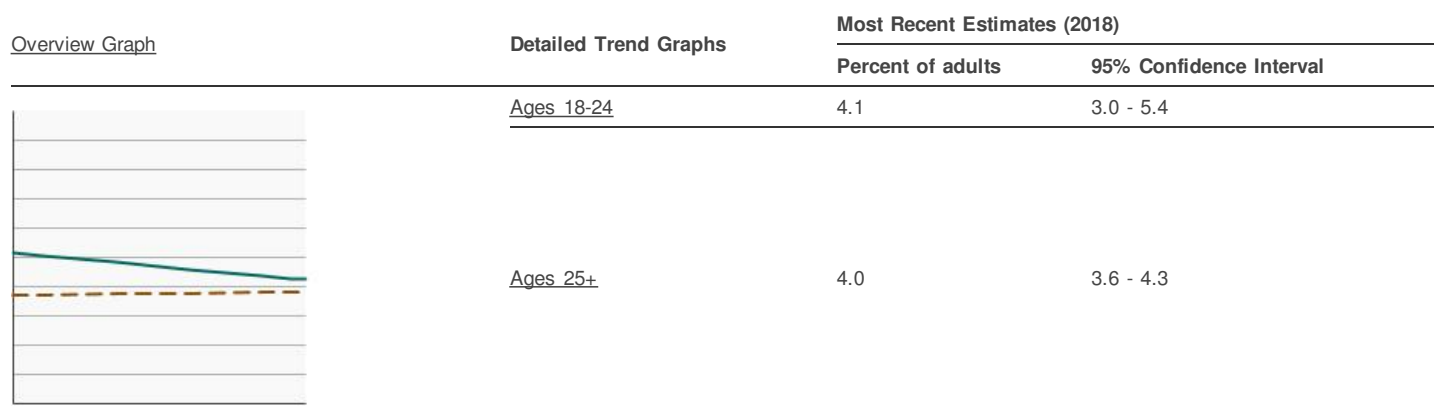 Overview Graph
Detailed Trend Graphs
Most Recent Estimates (2018)
Percent of adults
95% Confidence Interval
Ages 18-24
4.1
3.0 - 5.4
Ages 25+
4.0
3.6 - 4.3